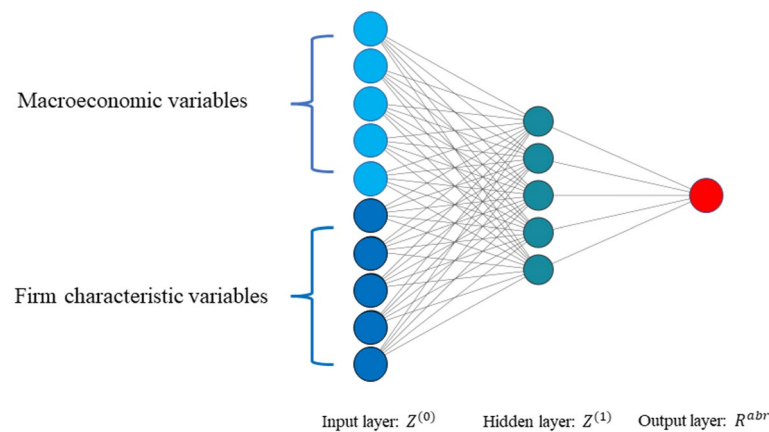 Macroeconomic variables
Firm characteristic variables
Input layer: Z⁽⁰⁾ Hidden layer: Z⁽¹⁾ Output layer: Rᵃᵇʳ